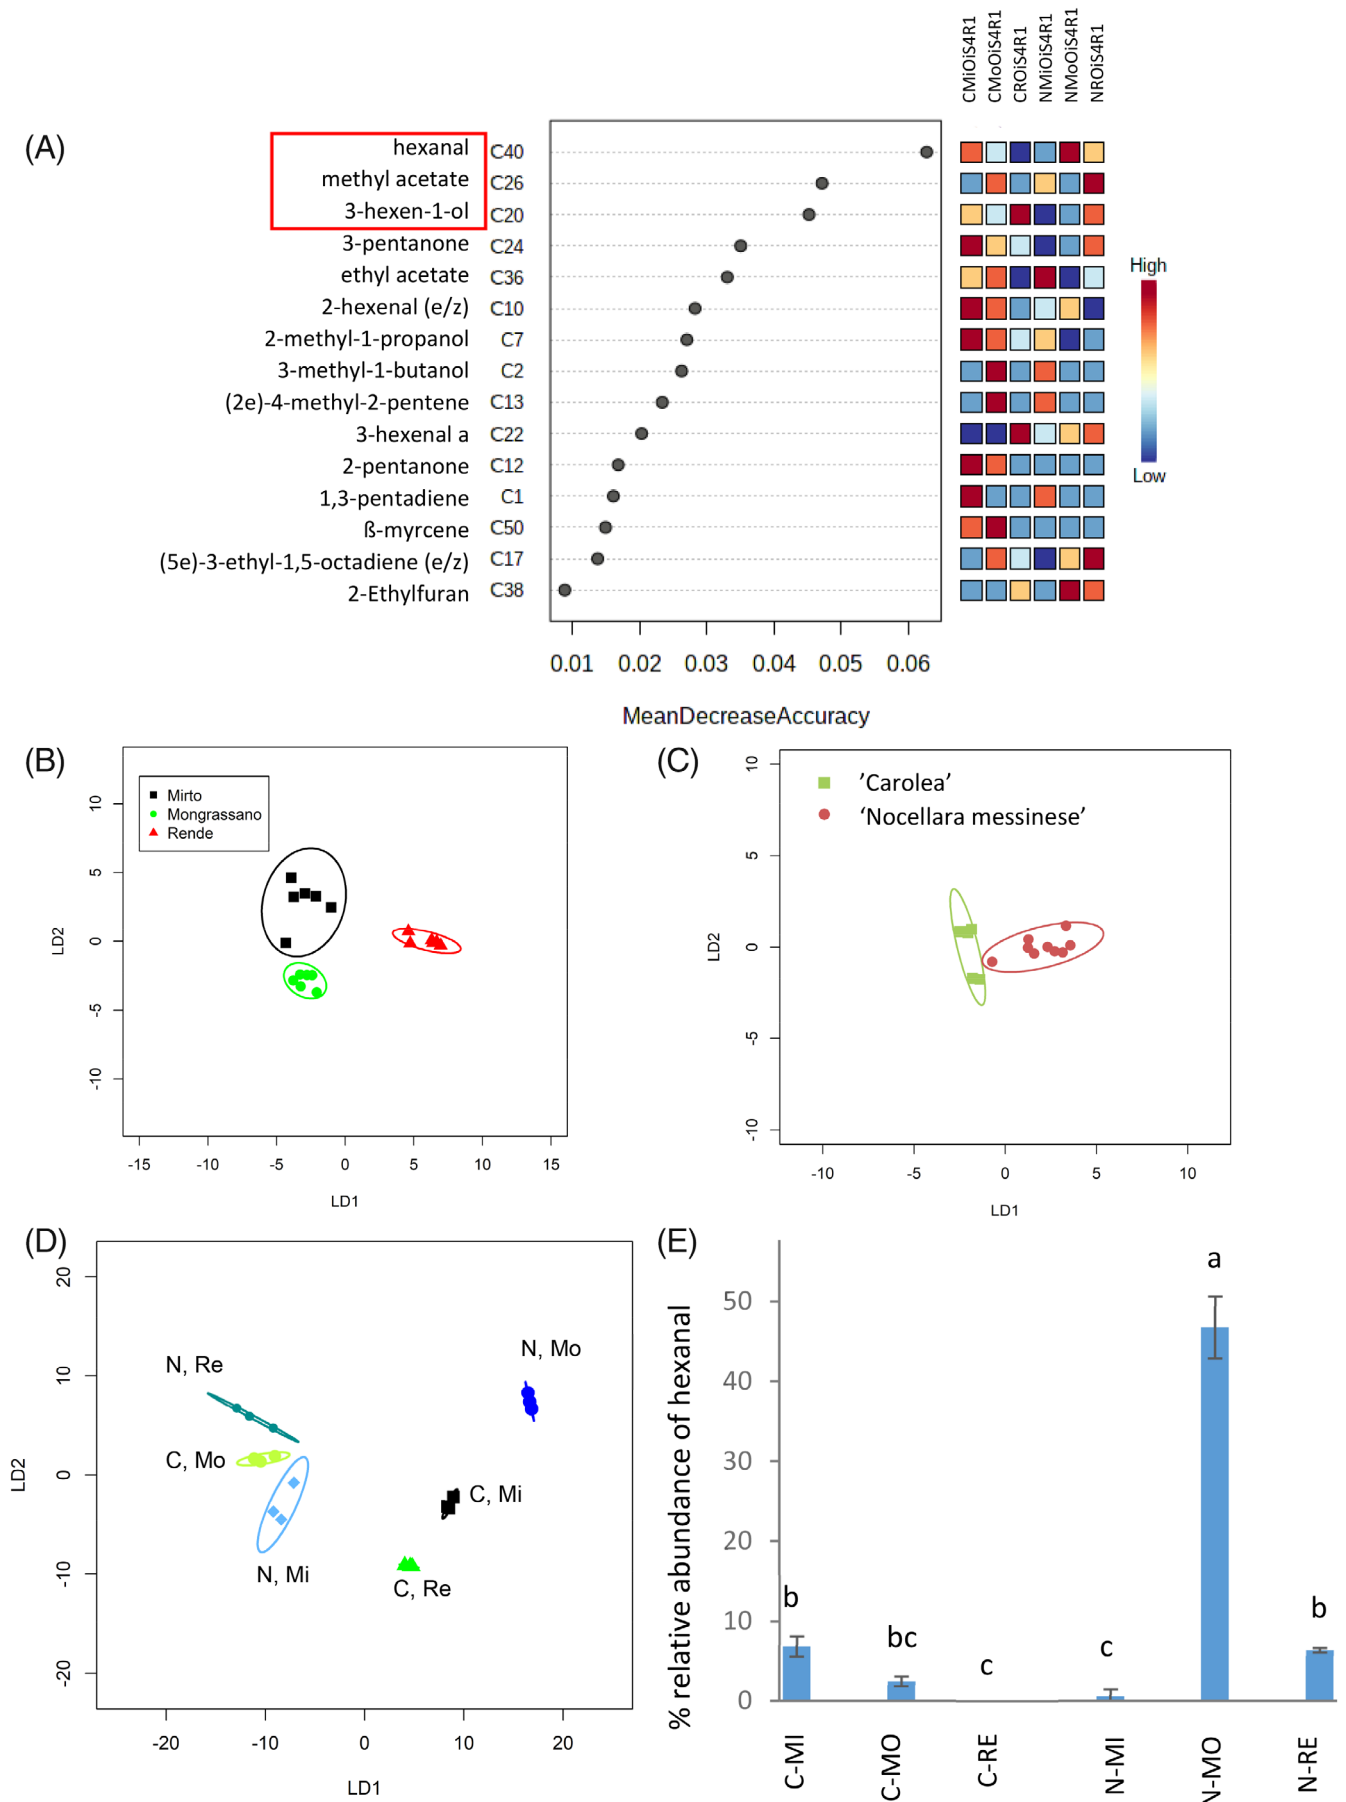 CMiOiS4R1
CMoOiS4R1
CROiS4R1
NMiOiS4R1
NMoOiS4R1
NROiS4R1
(A)
hexanal C40
methyl acetate C26
3-hexen-1-ol C20
3-pentanone C24
ethyl acetate C36
2-hexenal (e/z) C10
2-methyl-1-propanol C7
3-methyl-1-butanol C2
(2e)-4-methyl-2-pentene C13
3-hexenal a C22
2-pentanone C12
1,3-pentadiene C1
ß-myrcene C50
(5e)-3-ethyl-1,5-octadiene (e/z) C17
2-Ethylfuran C38
High
Low
0.01 0.02 0.03 0.04 0.05 0.06
MeanDecreaseAccuracy
(B)
Mirto
Mongrassano
Rende
10
5
0
-5
-10
LD2
-15 -10 -5 0 5 10 15
LD1
(C)
’Carolea’
‘Nocellara messinese’
10
5
0
-5
-10
LD2
-10 -5 0 5 10
LD1
(D)
N, Re
N, Mo
C, Mo
C, Mi
N, Mi
C, Re
20
10
0
-10
-20
LD2
-20 -10 0 10 20
LD1
(E)
% relative abundance of hexanal
50
40
30
20
10
0
b
bc
c
c
a
b
C-MI
C-MO
C-RE
N-MI
N-MO
N-RE